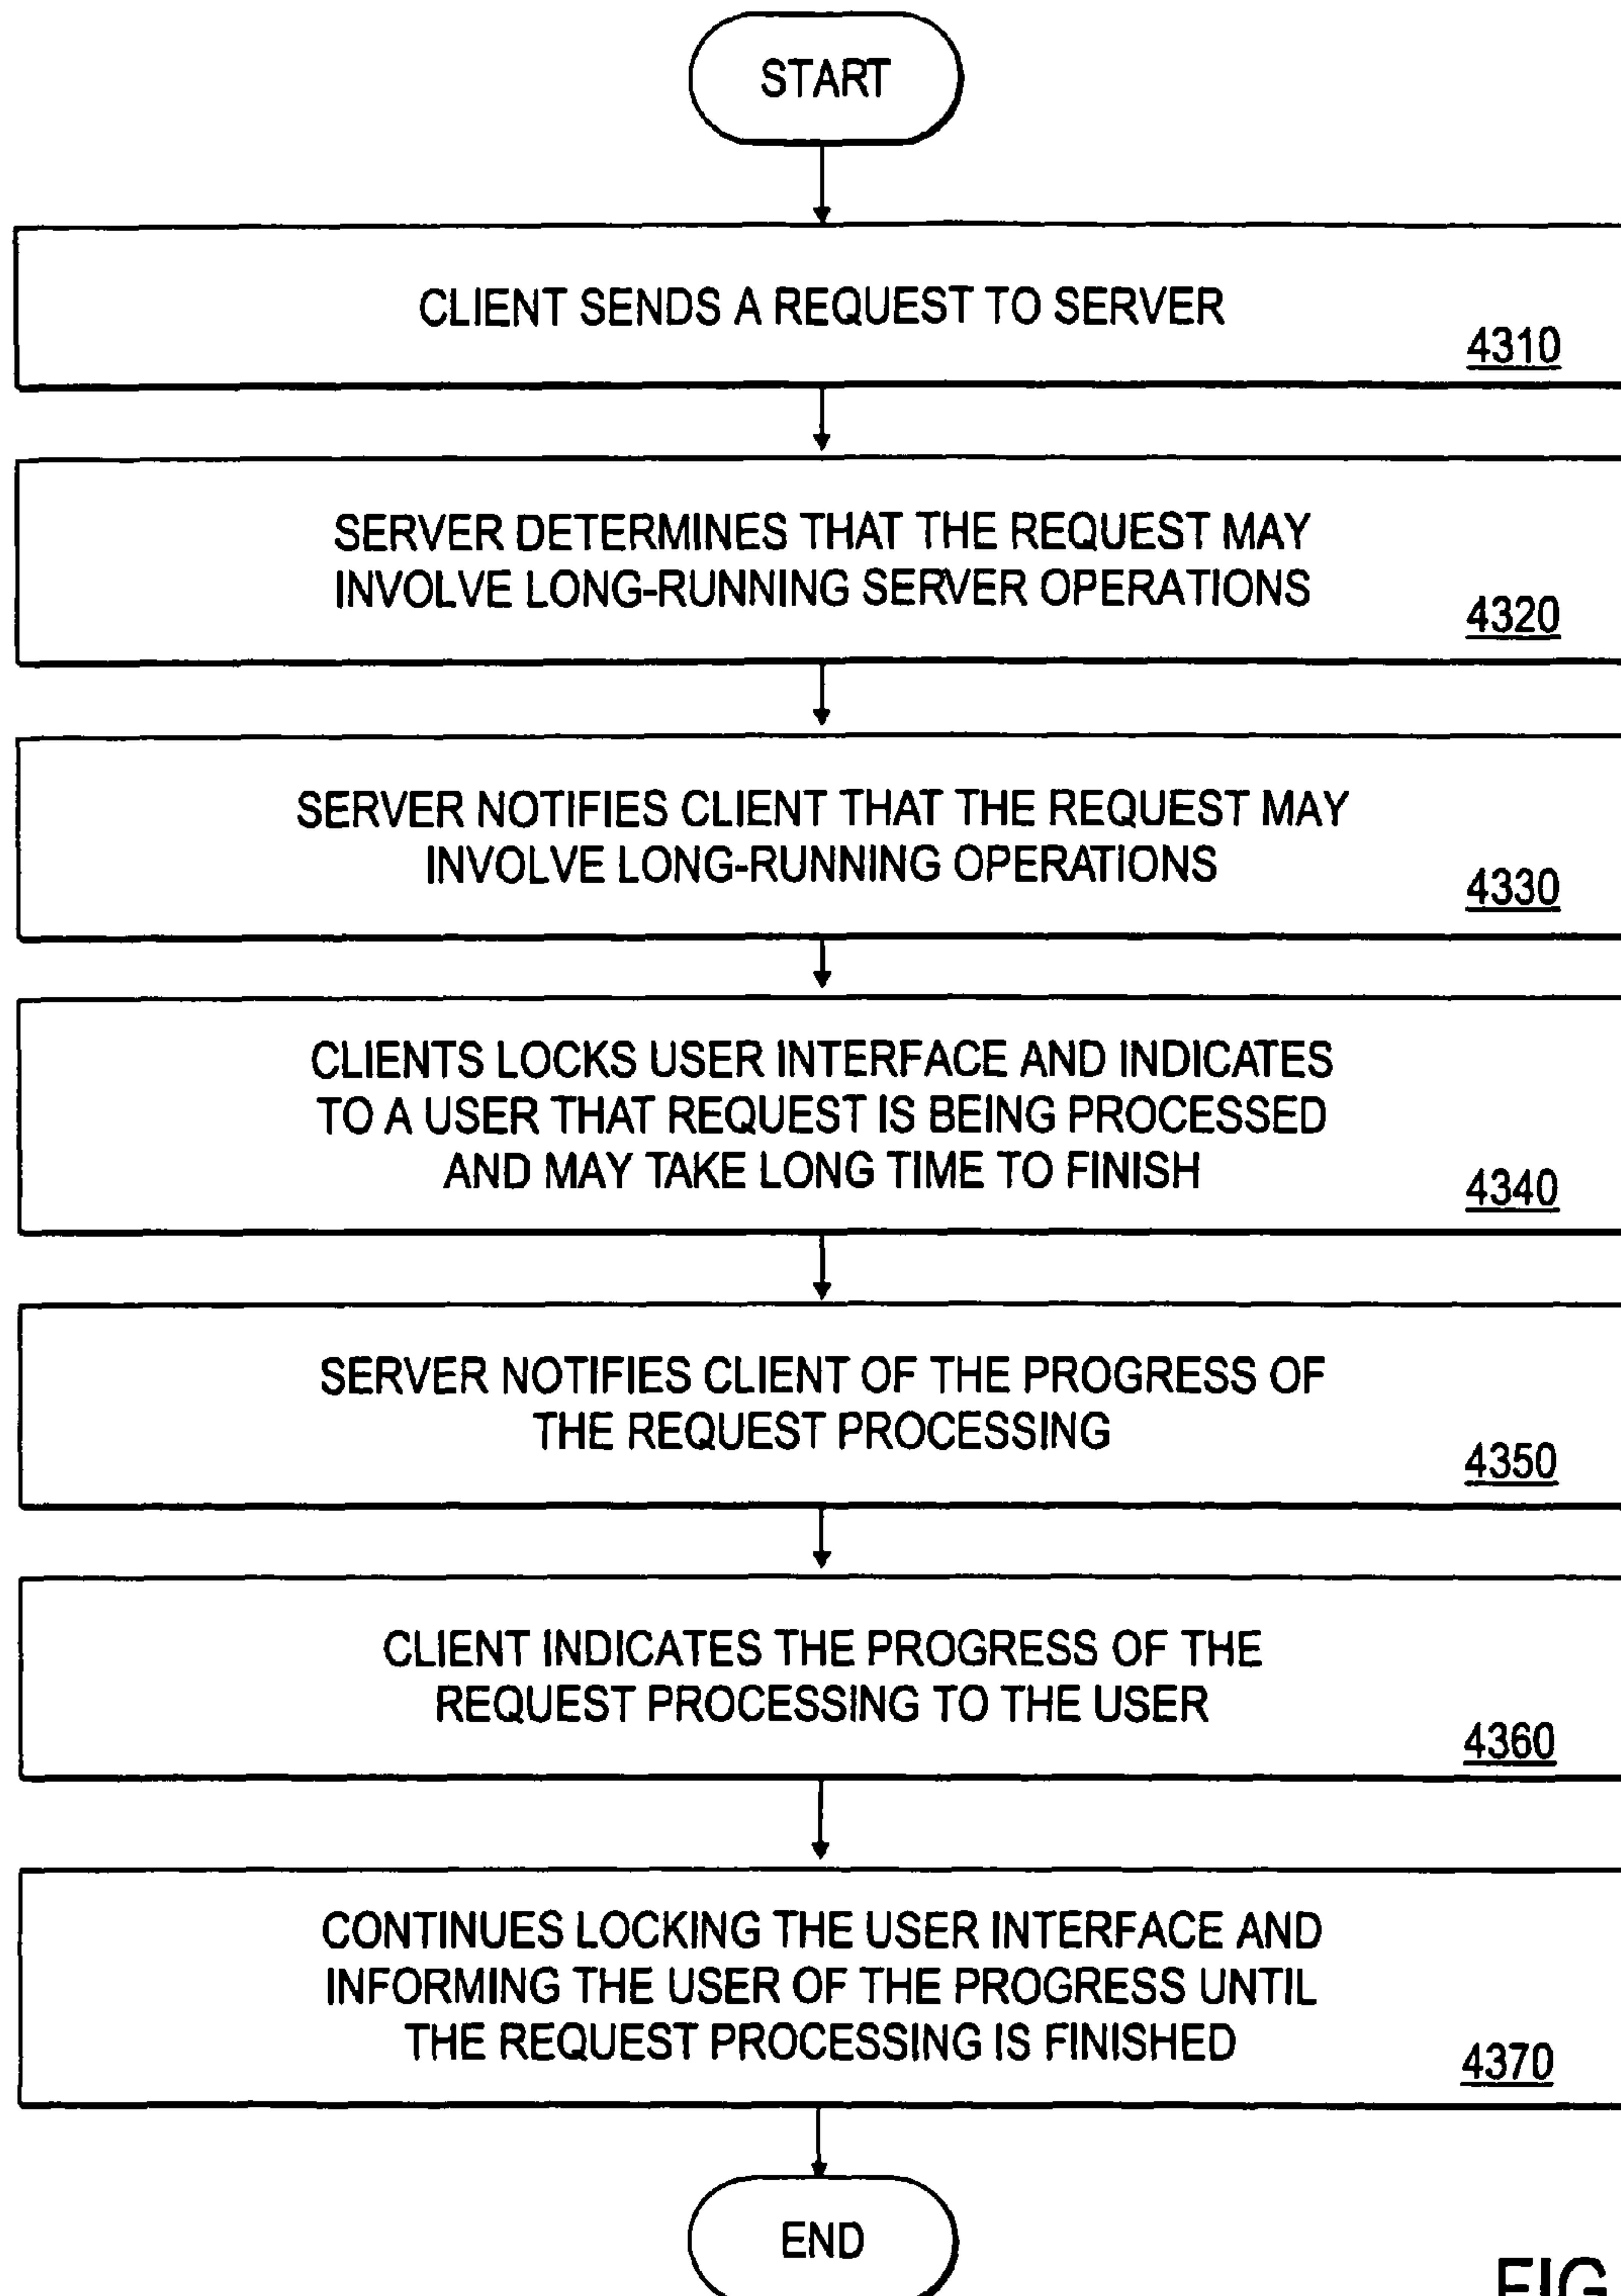 START
CLIENT SENDS A REQUEST TO SERVER
4310
SERVER DETERMINES THAT THE REQUEST MAY
INVOLVE LONG-RUNNING SERVER OPERATIONS
4320
SERVER NOTIFIES CLIENT THAT THE REQUEST MAY
INVOLVE LONG-RUNNING OPERATIONS
4330
CLIENTS LOCKS USER INTERFACE AND INDICATES
TO A USER THAT REQUEST IS BEING PROCESSED
AND MAY TAKE LONG TIME TO FINISH
4340
SERVER NOTIFIES CLIENT OF THE PROGRESS OF
THE REQUEST PROCESSING
4350
CLIENT INDICATES THE PROGRESS OF THE
REQUEST PROCESSING TO THE USER
4360
CONTINUES LOCKING THE USER INTERFACE AND
INFORMING THE USER OF THE PROGRESS UNTIL
THE REQUEST PROCESSING IS FINISHED
4370
END
FIG